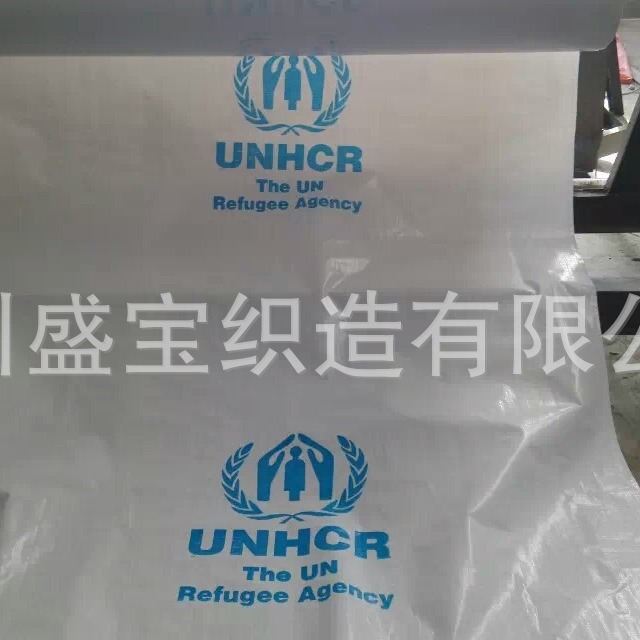 UNHCR
The UN
Refugee Agency
盛宝织造有限
UNHCR
The UN
Refugee Agency